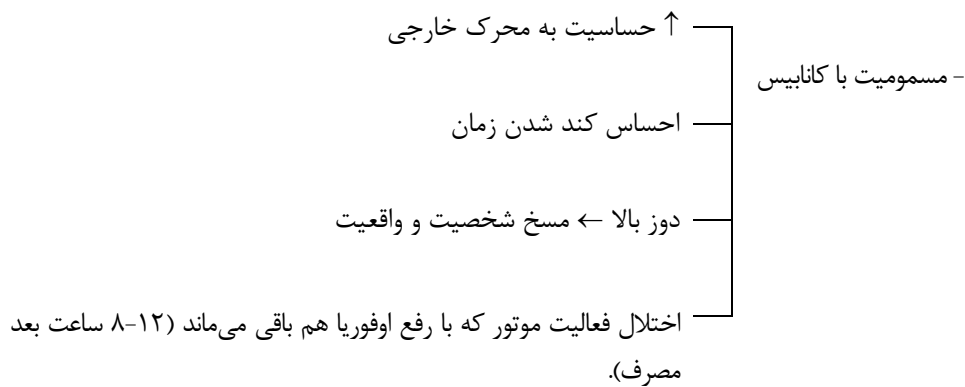 - مسمومیت با کانابیس
↑ حساسیت به محرک خارجی
احساس کند شدن زمان
دوز بالا ← مسخ شخصیت و واقعیت
اختلال فعالیت موتور که با رفع اوفوریا هم باقی می‌ماند (۱۲-۸ ساعت بعد
مصرف).